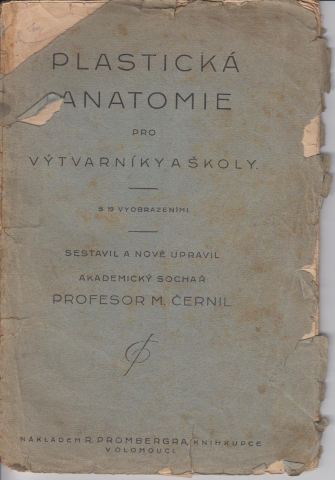 PLASTICKÁ
ANATOMIE
PRO
VÝTVARNÍKY A ŠKOLY.
S 19 VYOBRAZENÍMI
SESTAVIL A NOVĚ UPRAVIL
AKADEMICKÝ SOCHAŘ
PROFESOR M. ČERNIL
NÁKLADEM R. PROMBERGRA, KNIHKUPCE
V OLOMOUCI.